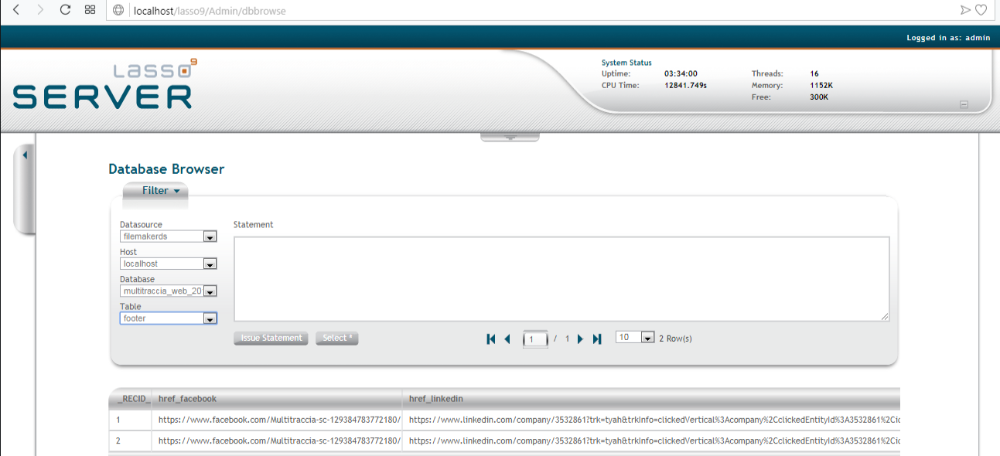 localhost/lasso9/Admin/dbbrowse
Logged in as: admin
LASSO 9
SERVER
System Status
Uptime: 03:34:00 Threads: 16
CPU Time: 12841.749s Memory: 1152K
Free: 300K
Database Browser
Filter
Datasource Statement
filemakerds
Host
localhost
Database
multitraccia_web_20
Table
footer
Issue Statement Select * 1 / 1 10 2 Row(s)
_RECID_ href_facebook href_linkedin
1 https://www.facebook.com/Multitraccia-sc-129384783772180/ https://www.linkedin.com/company/3532861?trk=tyah&trkInfo=clickedVertical%3Acompany%2CclickedEntityId%3A3532861%2Cic
2 https://www.facebook.com/Multitraccia-sc-129384783772180/ https://www.linkedin.com/company/3532861?trk=tyah&trkInfo=clickedVertical%3Acompany%2CclickedEntityId%3A3532861%2Cic